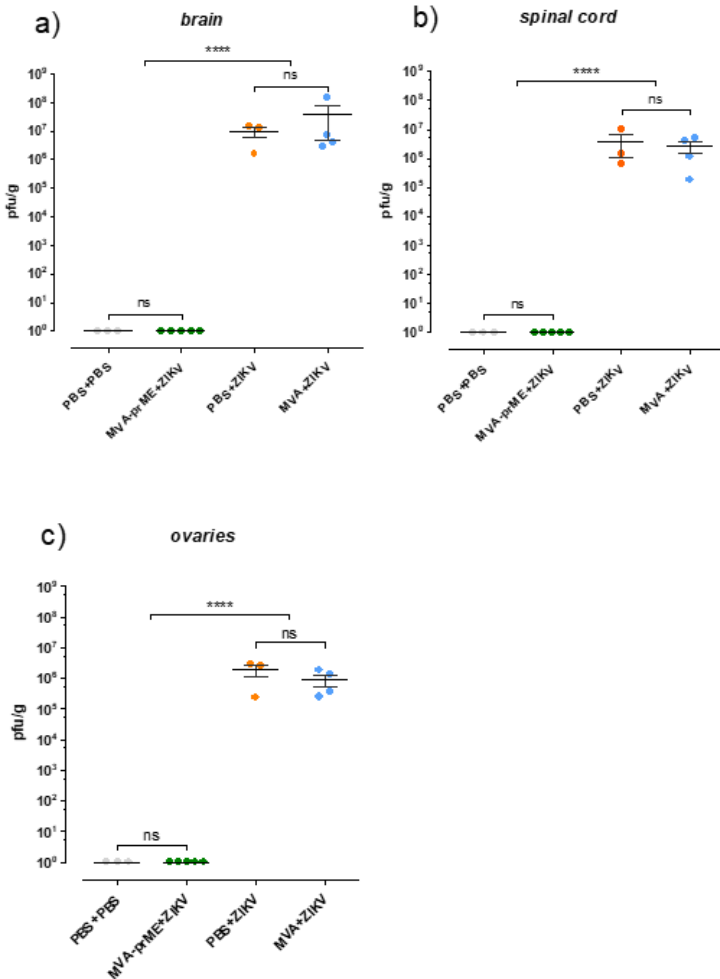 a)
brain
****
ns
10⁹
10⁸
10⁷
10⁶
10⁵
10⁴
10³
10²
10¹
10⁰
pfu/g
ns
PBS+PBS
MVA-prME+ZIKV
PBS+ZIKV
MVA+ZIKV
b)
spinal cord
****
ns
10⁹
10⁸
10⁷
10⁶
10⁵
10⁴
10³
10²
10¹
10⁰
pfu/g
ns
PBS+PBS
MVA-prME+ZIKV
PBS+ZIKV
MVA+ZIKV
c)
ovaries
****
ns
10⁹
10⁸
10⁷
10⁶
10⁵
10⁴
10³
10²
10¹
10⁰
pfu/g
ns
PBS+PBS
MVA-prME+ZIKV
PBS+ZIKV
MVA+ZIKV